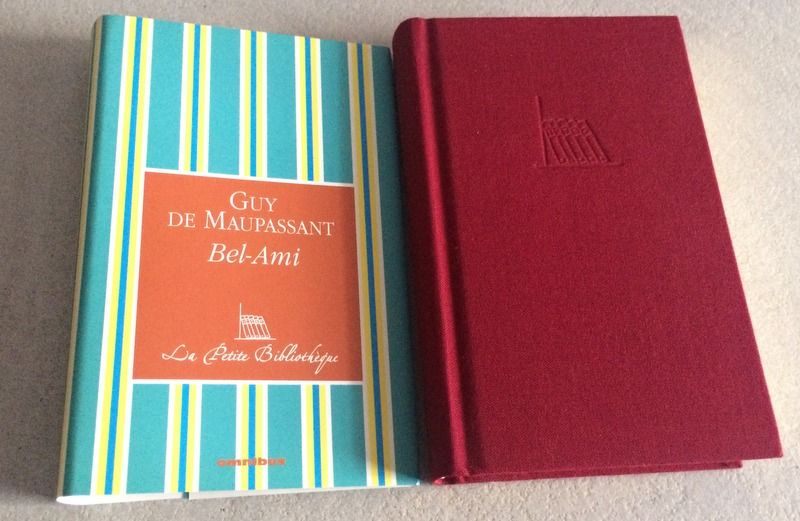 GUY
DE MAUPASSANT
Bel-Ami
La Petite Bibliothèque
omnibus